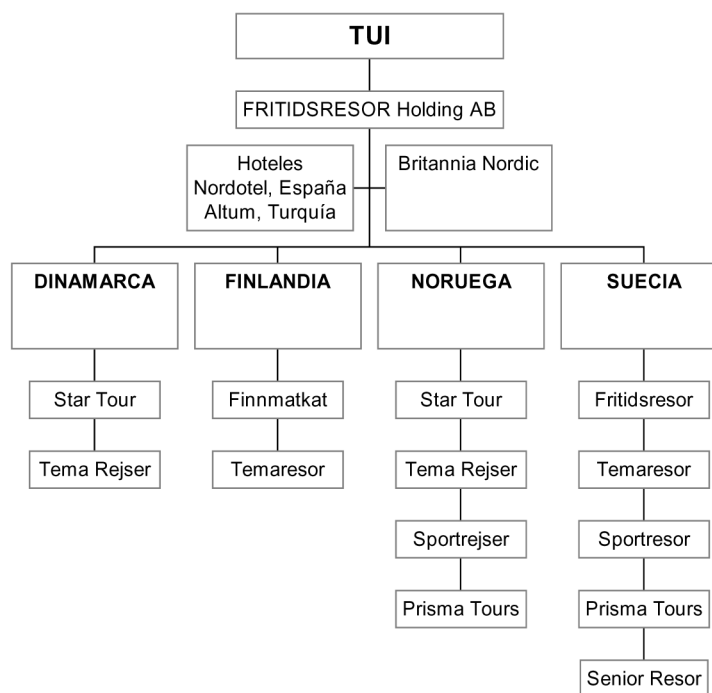 TUI
FRITIDSRESOR Holding AB
Hoteles
Nordotel, España
Altum, Turquía
Britannia Nordic
DINAMARCA
FINLANDIA
NORUEGA
SUECIA
Star Tour
Finnmatkat
Star Tour
Fritidsresor
Tema Rejser
Temaresor
Tema Rejser
Temaresor
Sportrejser
Sportresor
Prisma Tours
Prisma Tours
Senior Resor